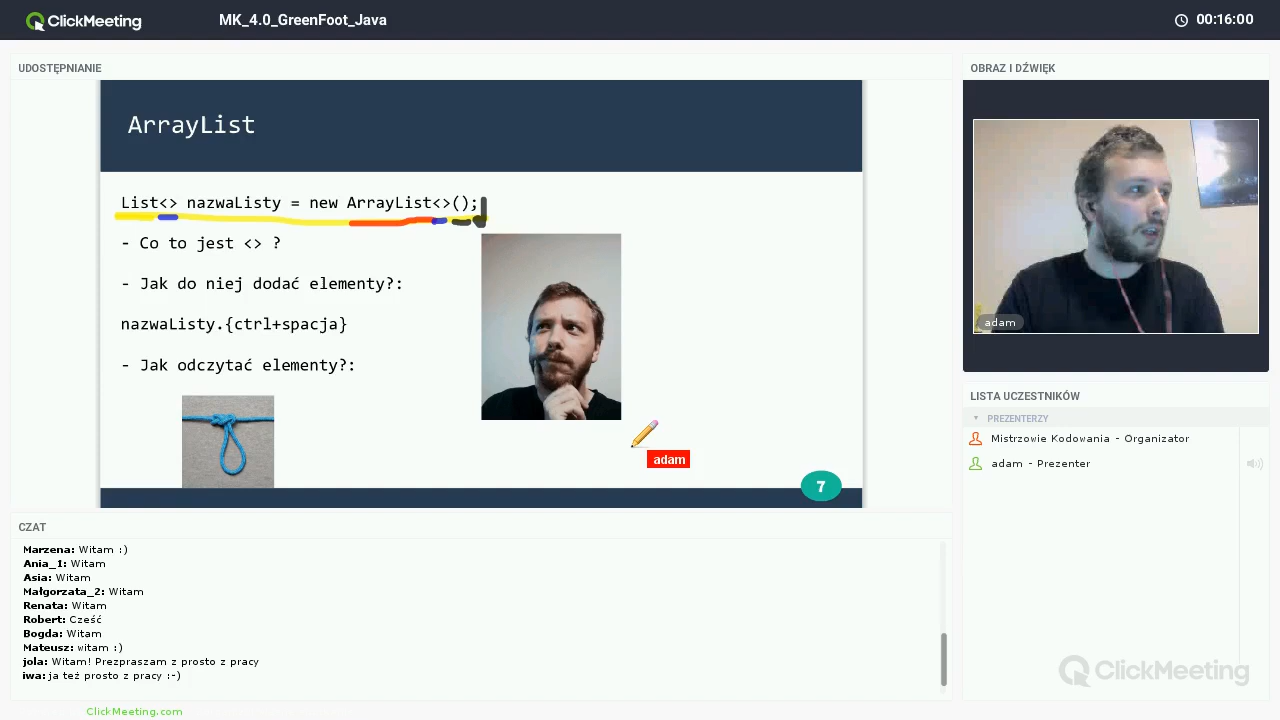 ClickMeeting
MK_4.0_GreenFoot_Java
00:16:00
UDOSTĘPNIANIE
ArrayList
List<> nazwaListy = new ArrayList<>();
- Co to jest <> ?
- Jak do niej dodać elementy?:
nazwaListy.{ctrl+spacja}
- Jak odczytać elementy?:
adam
7
OBRAZ I DŹWIĘK
adam
LISTA UCZESTNIKÓW
PREZENTERZY
Mistrzowie Kodowania - Organizator
adam - Prezenter
CZAT
Marzena: Witam :)
Ania_1: Witam
Asia: Witam
Małgorzata_2: Witam
Renata: Witam
Robert: Cześć
Bogda: Witam
Mateusz: witam :)
jola: Witam! Prezpraszam z prosto z pracy
iwa: ja też prosto z pracy :-)
ClickMeeting
ClickMeeting.com